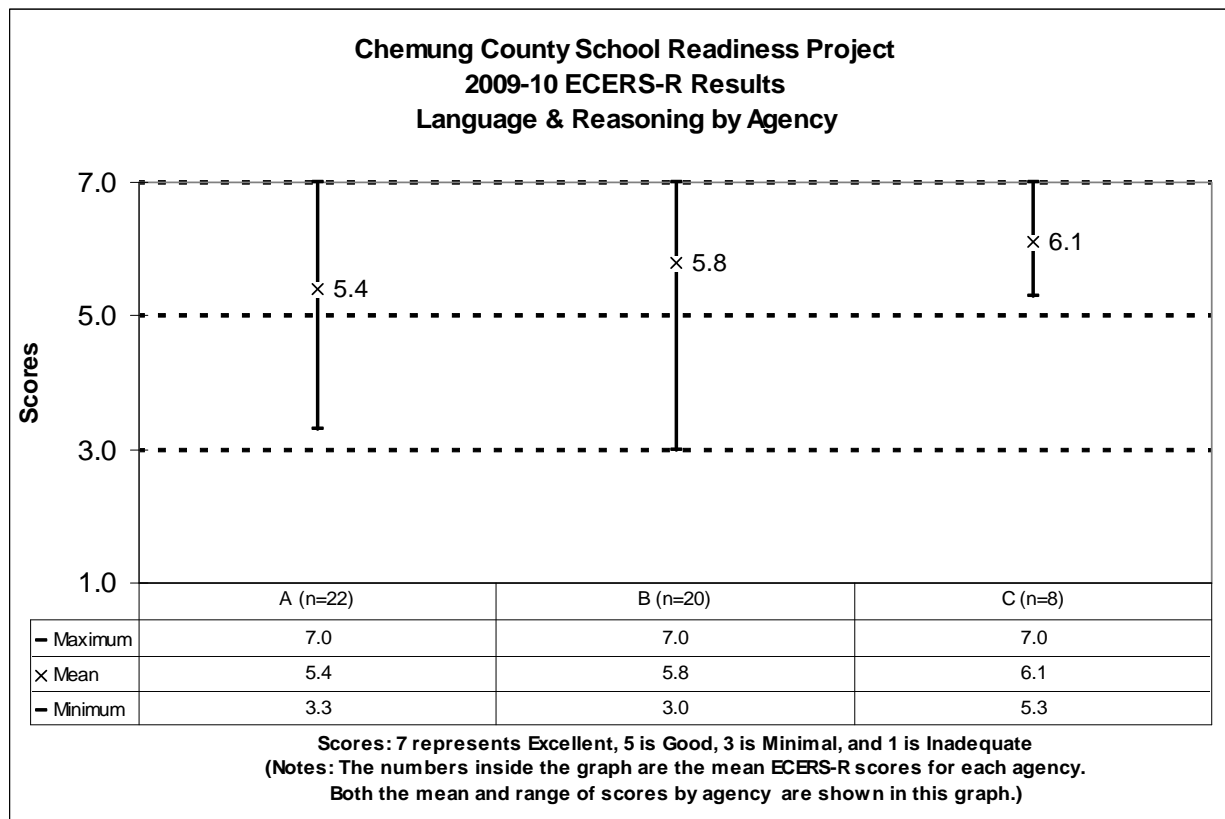 Chemung County School Readiness Project
2009-10 ECERS-R Results
Language & Reasoning by Agency
7.0
6.1
5.8
5.4
5.0
Scores
3.0
1.0
A (n=22) B (n=20) C (n=8)
Maximum 7.0 7.0 7.0
Mean 5.4 5.8 6.1
Minimum 3.3 3.0 5.3
Scores: 7 represents Excellent, 5 is Good, 3 is Minimal, and 1 is Inadequate
(Notes: The numbers inside the graph are the mean ECERS-R scores for each agency.
Both the mean and range of scores by agency are shown in this graph.)